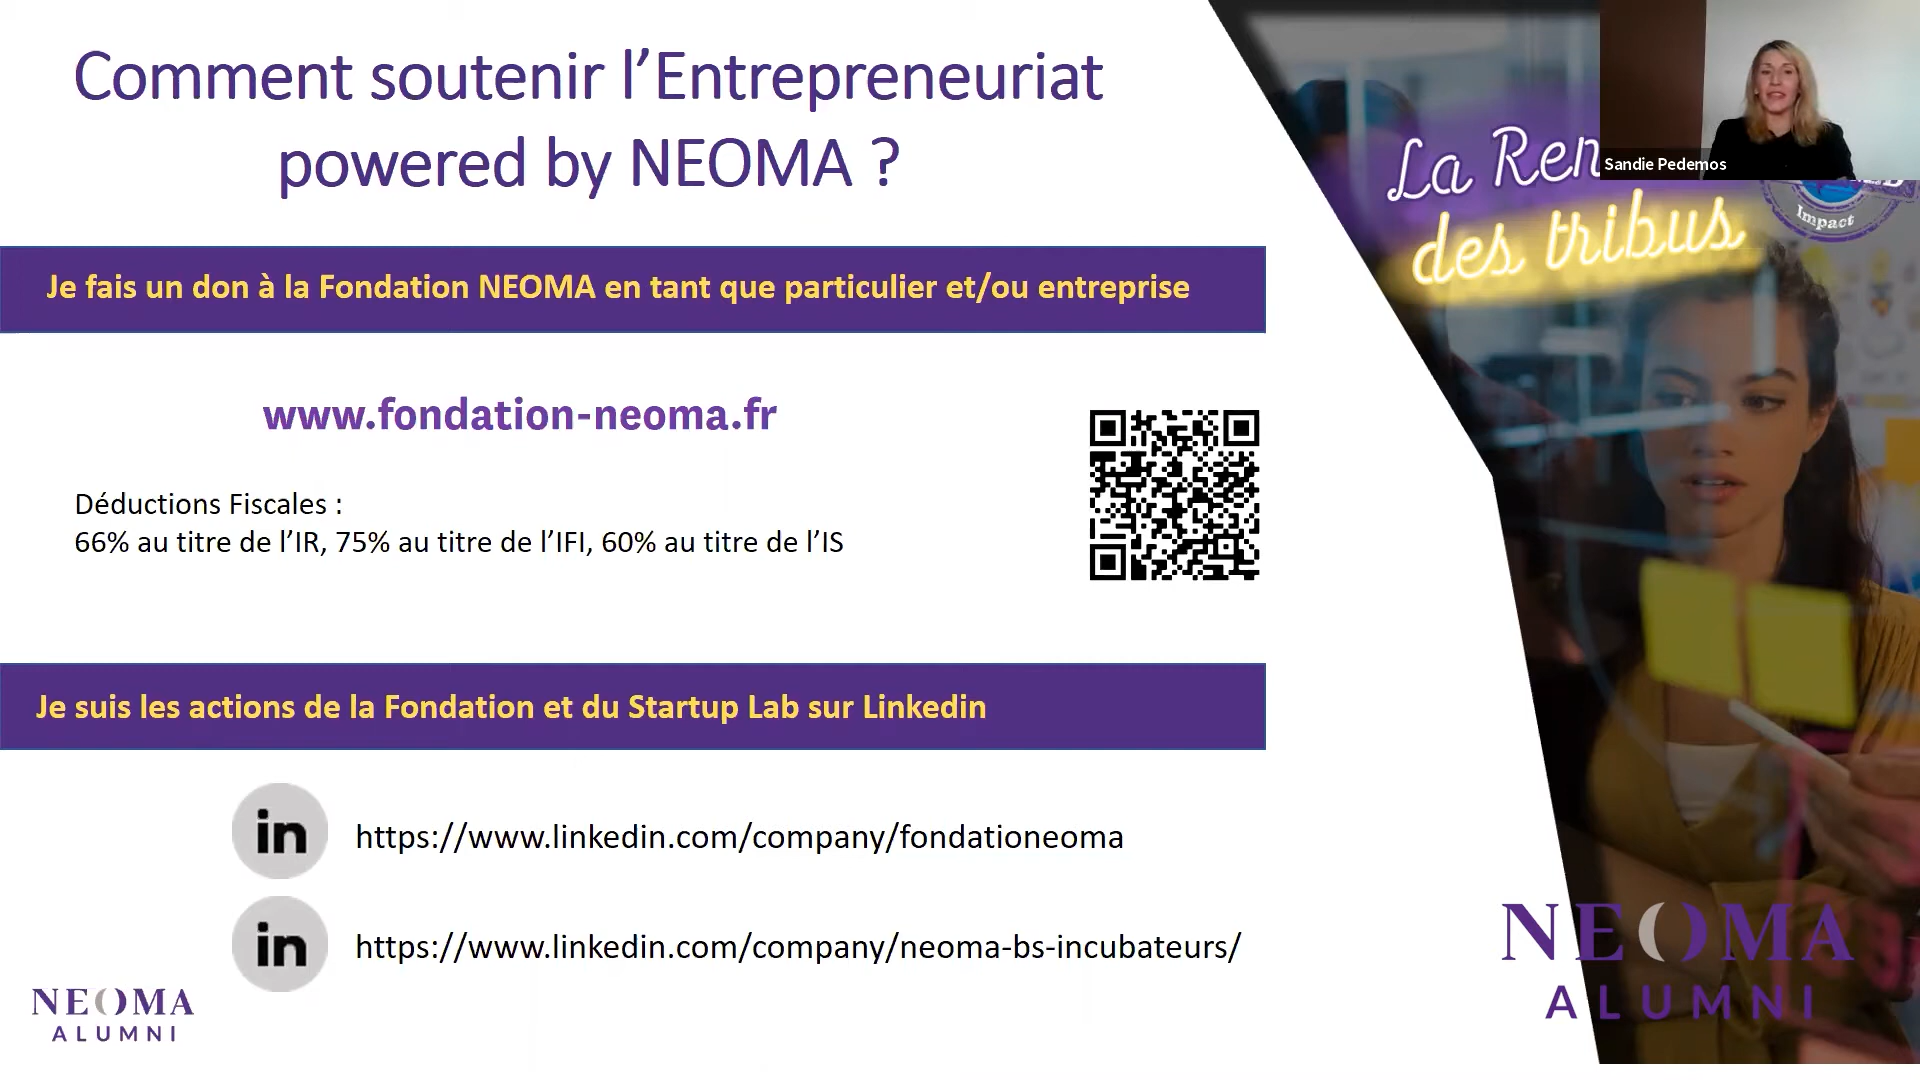 Comment soutenir l’Entrepreneuriat
powered by NEOMA ?
Je fais un don à la Fondation NEOMA en tant que particulier et/ou entreprise
www.fondation-neoma.fr
Déductions Fiscales :
66% au titre de l’IR, 75% au titre de l’IFI, 60% au titre de l’IS
Je suis les actions de la Fondation et du Startup Lab sur Linkedin
in
https://www.linkedin.com/company/fondationeoma
in
https://www.linkedin.com/company/neoma-bs-incubateurs/
NEOMA
ALUMNI
Sandie Pedemos
La Ren
des tribus
Impact
NEOMA
ALUMNI